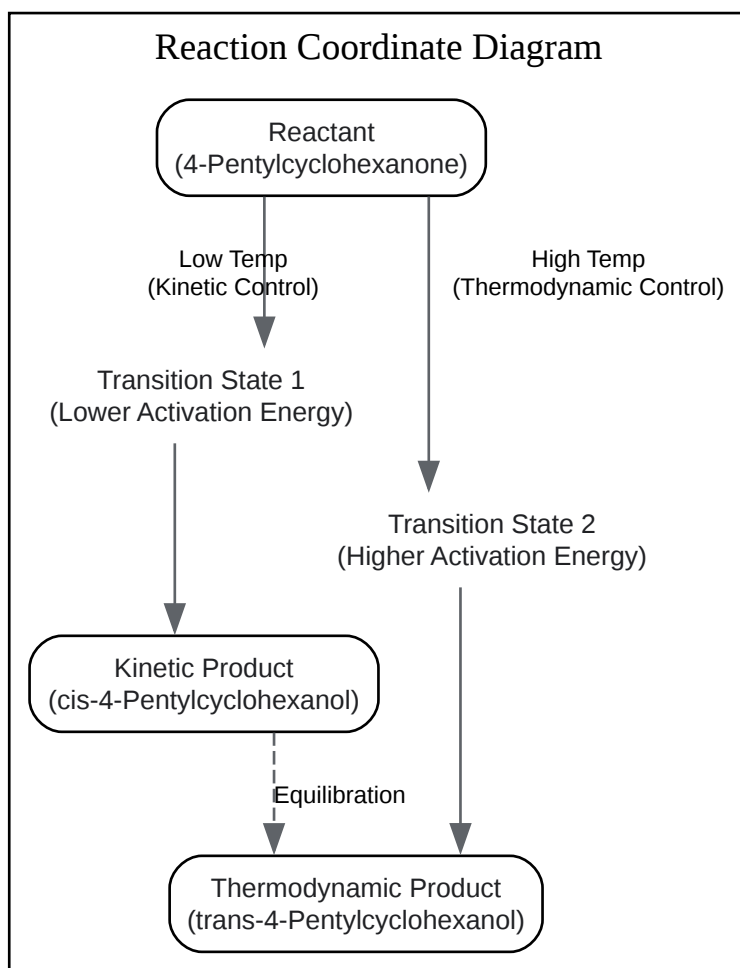 Reaction Coordinate Diagram
Reactant
(4-Pentylcyclohexanone)
Low Temp
(Kinetic Control)
High Temp
(Thermodynamic Control)
Transition State 1
(Lower Activation Energy)
Transition State 2
(Higher Activation Energy)
Kinetic Product
(cis-4-Pentylcyclohexanol)
Equilibration
Thermodynamic Product
(trans-4-Pentylcyclohexanol)